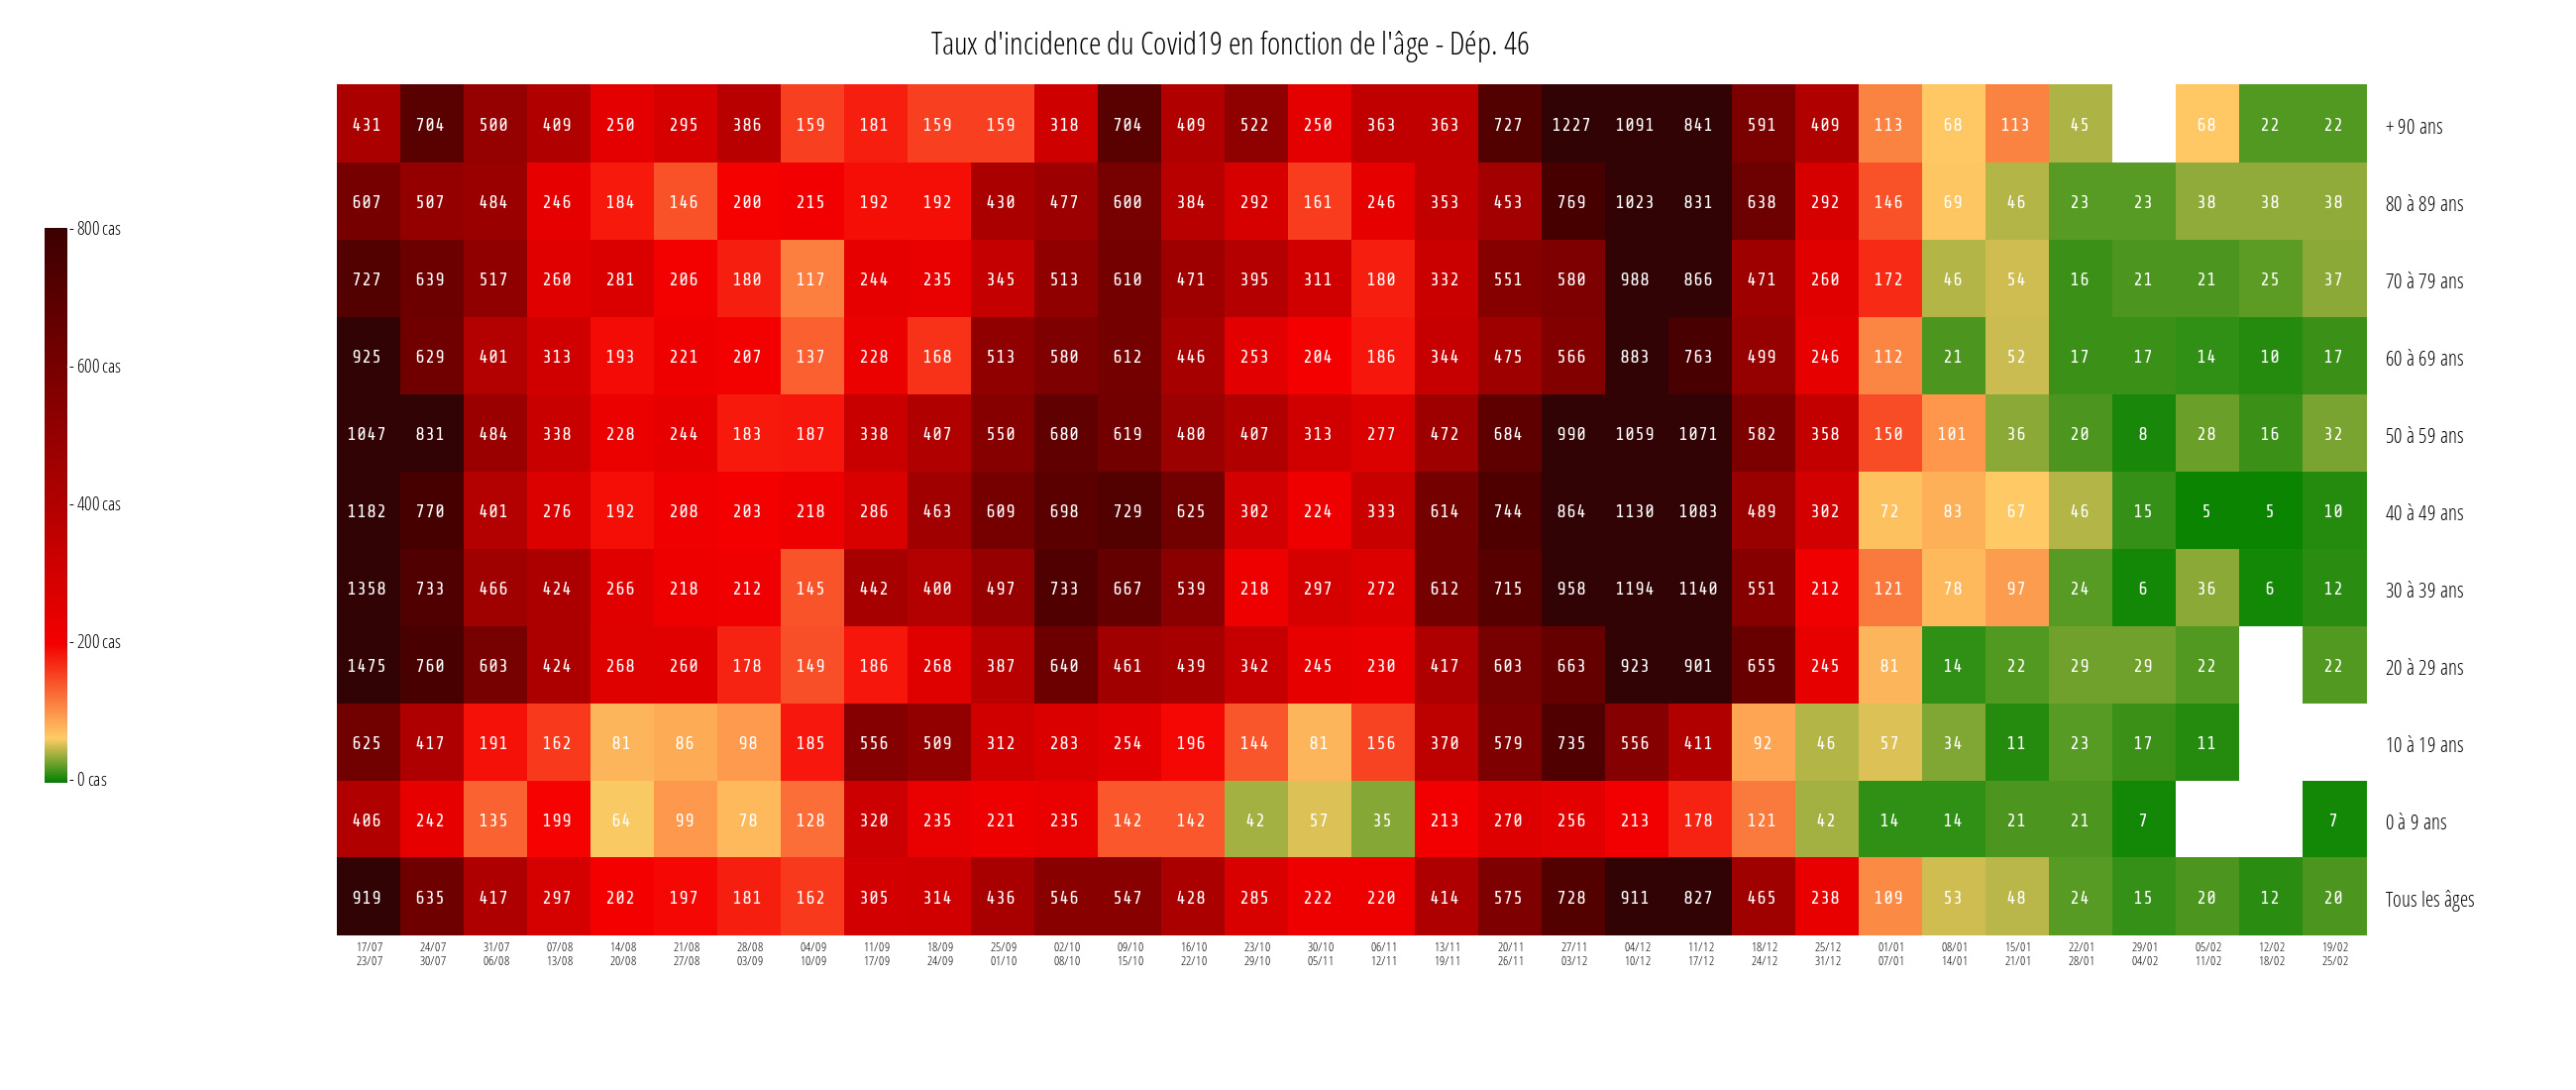 Taux d'incidence du Covid19 en fonction de l'âge - Dép. 46
431 704 500 409 250 295 386 159 181 159 159 318 704 409 522 250 363 363 727 1227 1091 841 591 409 113 68 113 45 68 22 22 + 90 ans
607 507 484 246 184 146 200 215 192 192 430 477 600 384 292 161 246 353 453 769 1023 831 638 292 146 69 46 23 23 38 38 38 80 à 89 ans
- 800 cas
727 639 517 260 281 206 180 117 244 235 345 513 610 471 395 311 180 332 551 580 988 866 471 260 172 46 54 16 21 21 25 37 70 à 79 ans
925 629 401 313 193 221 207 137 228 168 513 580 612 446 253 204 186 344 475 566 883 763 499 246 112 21 52 17 17 14 10 17 60 à 69 ans
- 600 cas
1047 831 484 338 228 244 183 187 338 407 550 680 619 480 407 313 277 472 684 990 1059 1071 582 358 150 101 36 20 8 28 16 32 50 à 59 ans
- 400 cas
1182 770 401 276 192 208 203 218 286 463 609 698 729 625 302 224 333 614 744 864 1130 1083 489 302 72 83 67 46 15 5 5 10 40 à 49 ans
1358 733 466 424 266 218 212 145 442 400 497 733 667 539 218 297 272 612 715 958 1194 1140 551 212 121 78 97 24 6 36 6 12 30 à 39 ans
- 200 cas
1475 760 603 424 268 260 178 149 186 268 387 640 461 439 342 245 230 417 603 663 923 901 655 245 81 14 22 29 29 22 22 20 à 29 ans
625 417 191 162 81 86 98 185 556 509 312 283 254 196 144 81 156 370 579 735 556 411 92 46 57 34 11 23 17 11 10 à 19 ans
- 0 cas
406 242 135 199 64 99 78 128 320 235 221 235 142 142 42 57 35 213 270 256 213 178 121 42 14 14 21 21 7 7 0 à 9 ans
919 635 417 297 202 197 181 162 305 314 436 546 547 428 285 222 220 414 575 728 911 827 465 238 109 53 48 24 15 20 12 20 Tous les âges
17/07 24/07 31/07 07/08 14/08 21/08 28/08 04/09 11/09 18/09 25/09 02/10 09/10 16/10 23/10 30/10 06/11 13/11 20/11 27/11 04/12 11/12 18/12 25/12 01/01 08/01 15/01 22/01 29/01 05/02 12/02 19/02
23/07 30/07 06/08 13/08 20/08 27/08 03/09 10/09 17/09 24/09 01/10 08/10 15/10 22/10 29/10 05/11 12/11 19/11 26/11 03/12 10/12 17/12 24/12 31/12 07/01 14/01 21/01 28/01 04/02 11/02 18/02 25/02